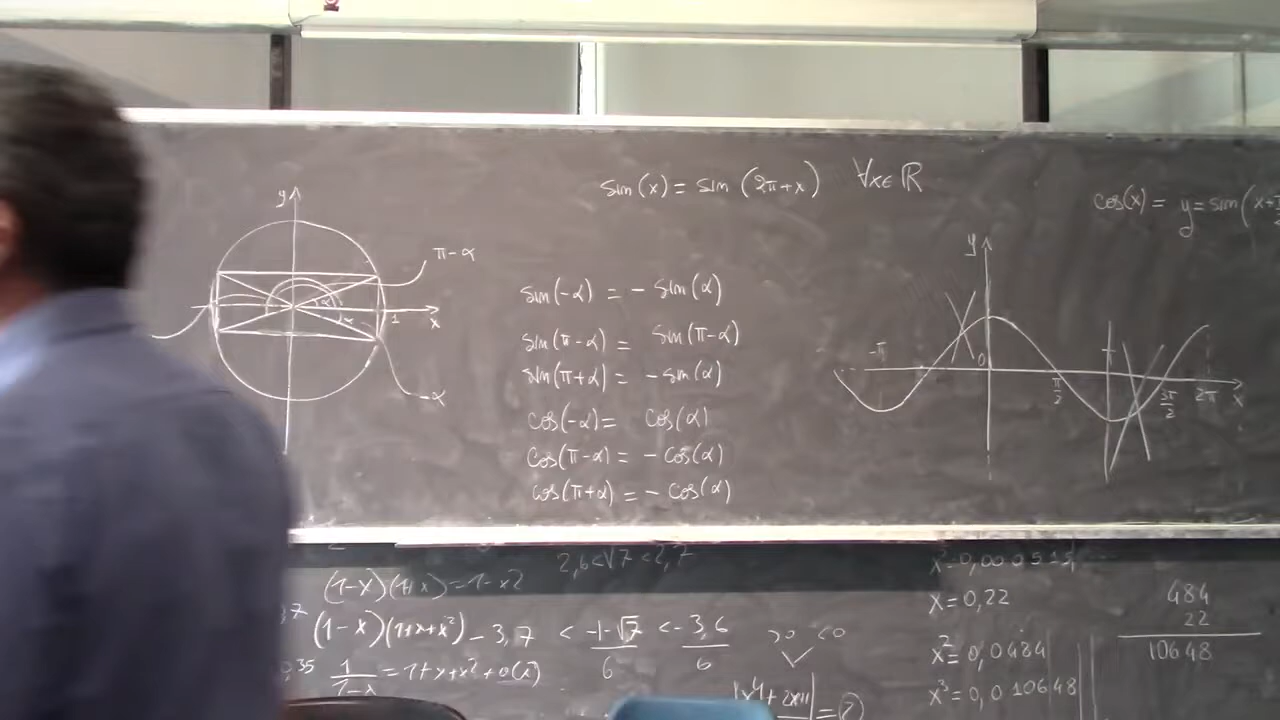 sin(x) = sin(2π+x) ∀x∈ℝ
cos(x) = y = sin(x+
y
π-α
α
1
x
α
sin(-α) = - sin(α)
sin(π-α) = sin(π-α)
sin(π+α) = - sin(α)
cos(-α) = cos(α)
cos(π-α) = - cos(α)
cos(π+α) = - cos(α)
y
-π
0
π/2
3π/2
2π
x
(1-x)(1+x)=1-x2
2,6<√7<2,7
(1-x)(1+x+x²)
-3,7/6 < -1-√7/6 < -3,6/6
1/1-x = 1+x+x²+o(x)
>0 <0
x=0,22
x²=0,0484
x³=0,010648
484
22
10648